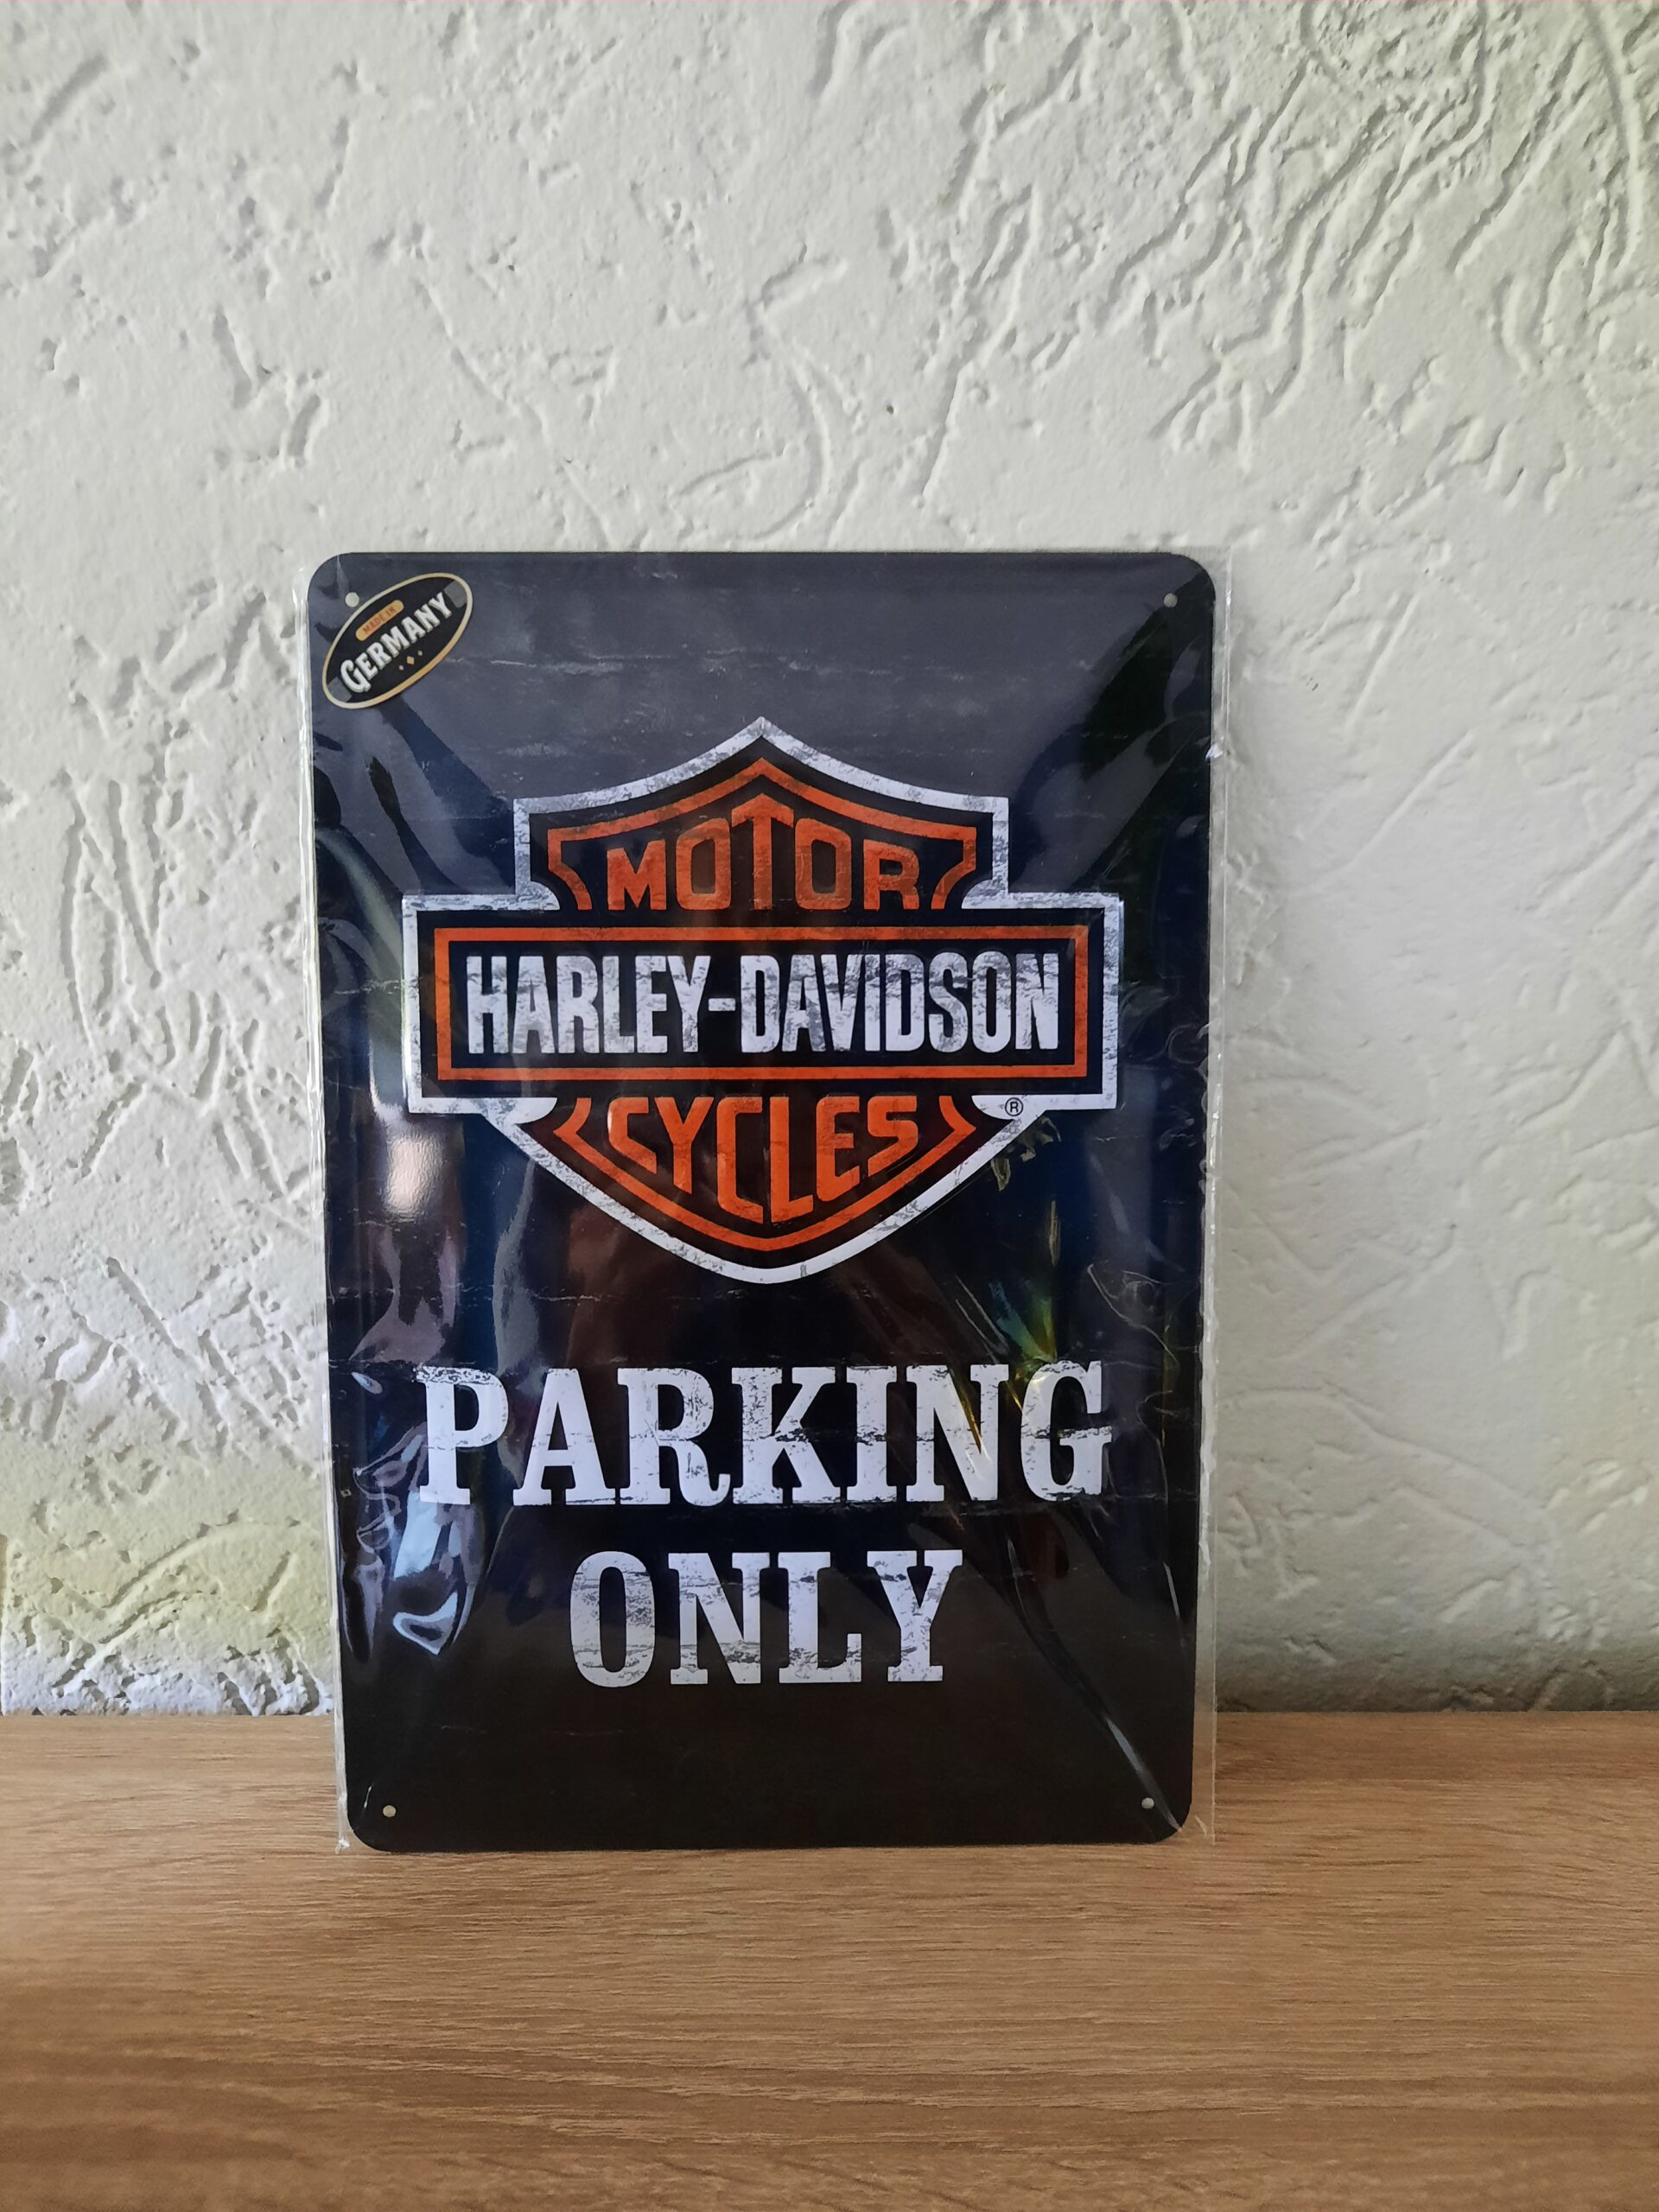 MADE IN
GERMANY
MOTOR
HARLEY-DAVIDSON
CYCLES
®
PARKING
ONLY